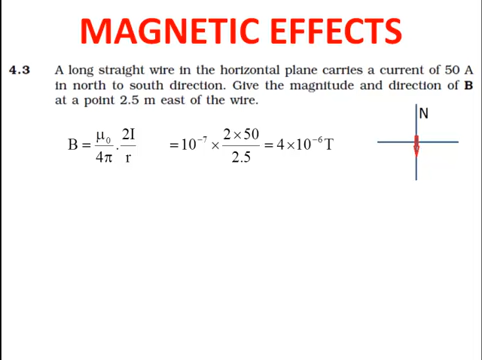 MAGNETIC EFFECTS
4.3 A long straight wire in the horizontal plane carries a current of 50 A
in north to south direction. Give the magnitude and direction of B
at a point 2.5 m east of the wire.
N
B = μ₀/4π . 2I/r = 10⁻⁷ × (2 × 50)/2.5 = 4 × 10⁻⁶ T